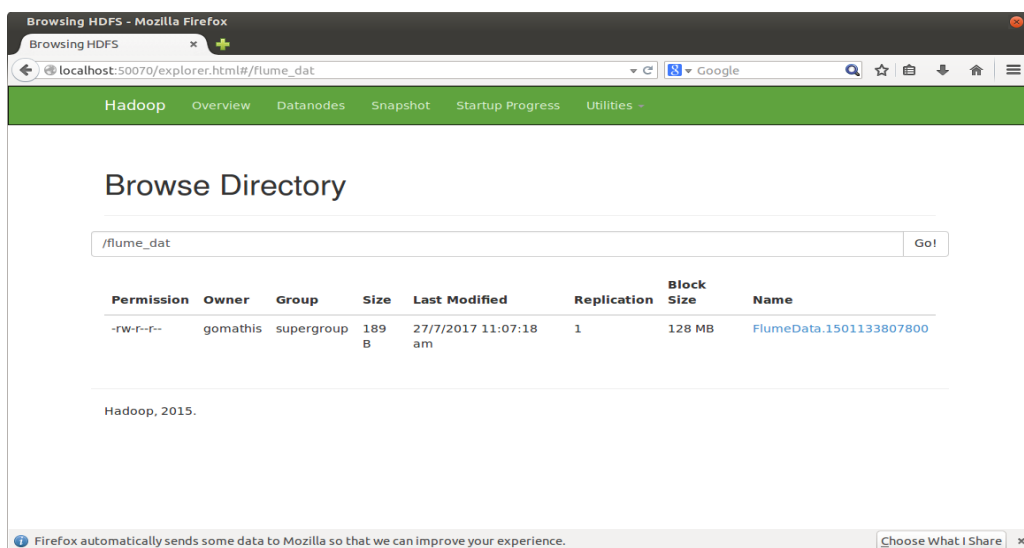 Browsing HDFS - Mozilla Firefox
Browsing HDFS
localhost:50070/explorer.html#/flume_dat
Google
Hadoop Overview Datanodes Snapshot Startup Progress Utilities
Browse Directory
/flume_dat Go!
Permission Owner Group Size Last Modified Replication Block Size Name
-rw-r--r-- gomathis supergroup 189 B 27/7/2017 11:07:18 am 1 128 MB FlumeData.1501133807800
Hadoop, 2015.
Firefox automatically sends some data to Mozilla so that we can improve your experience. Choose What I Share